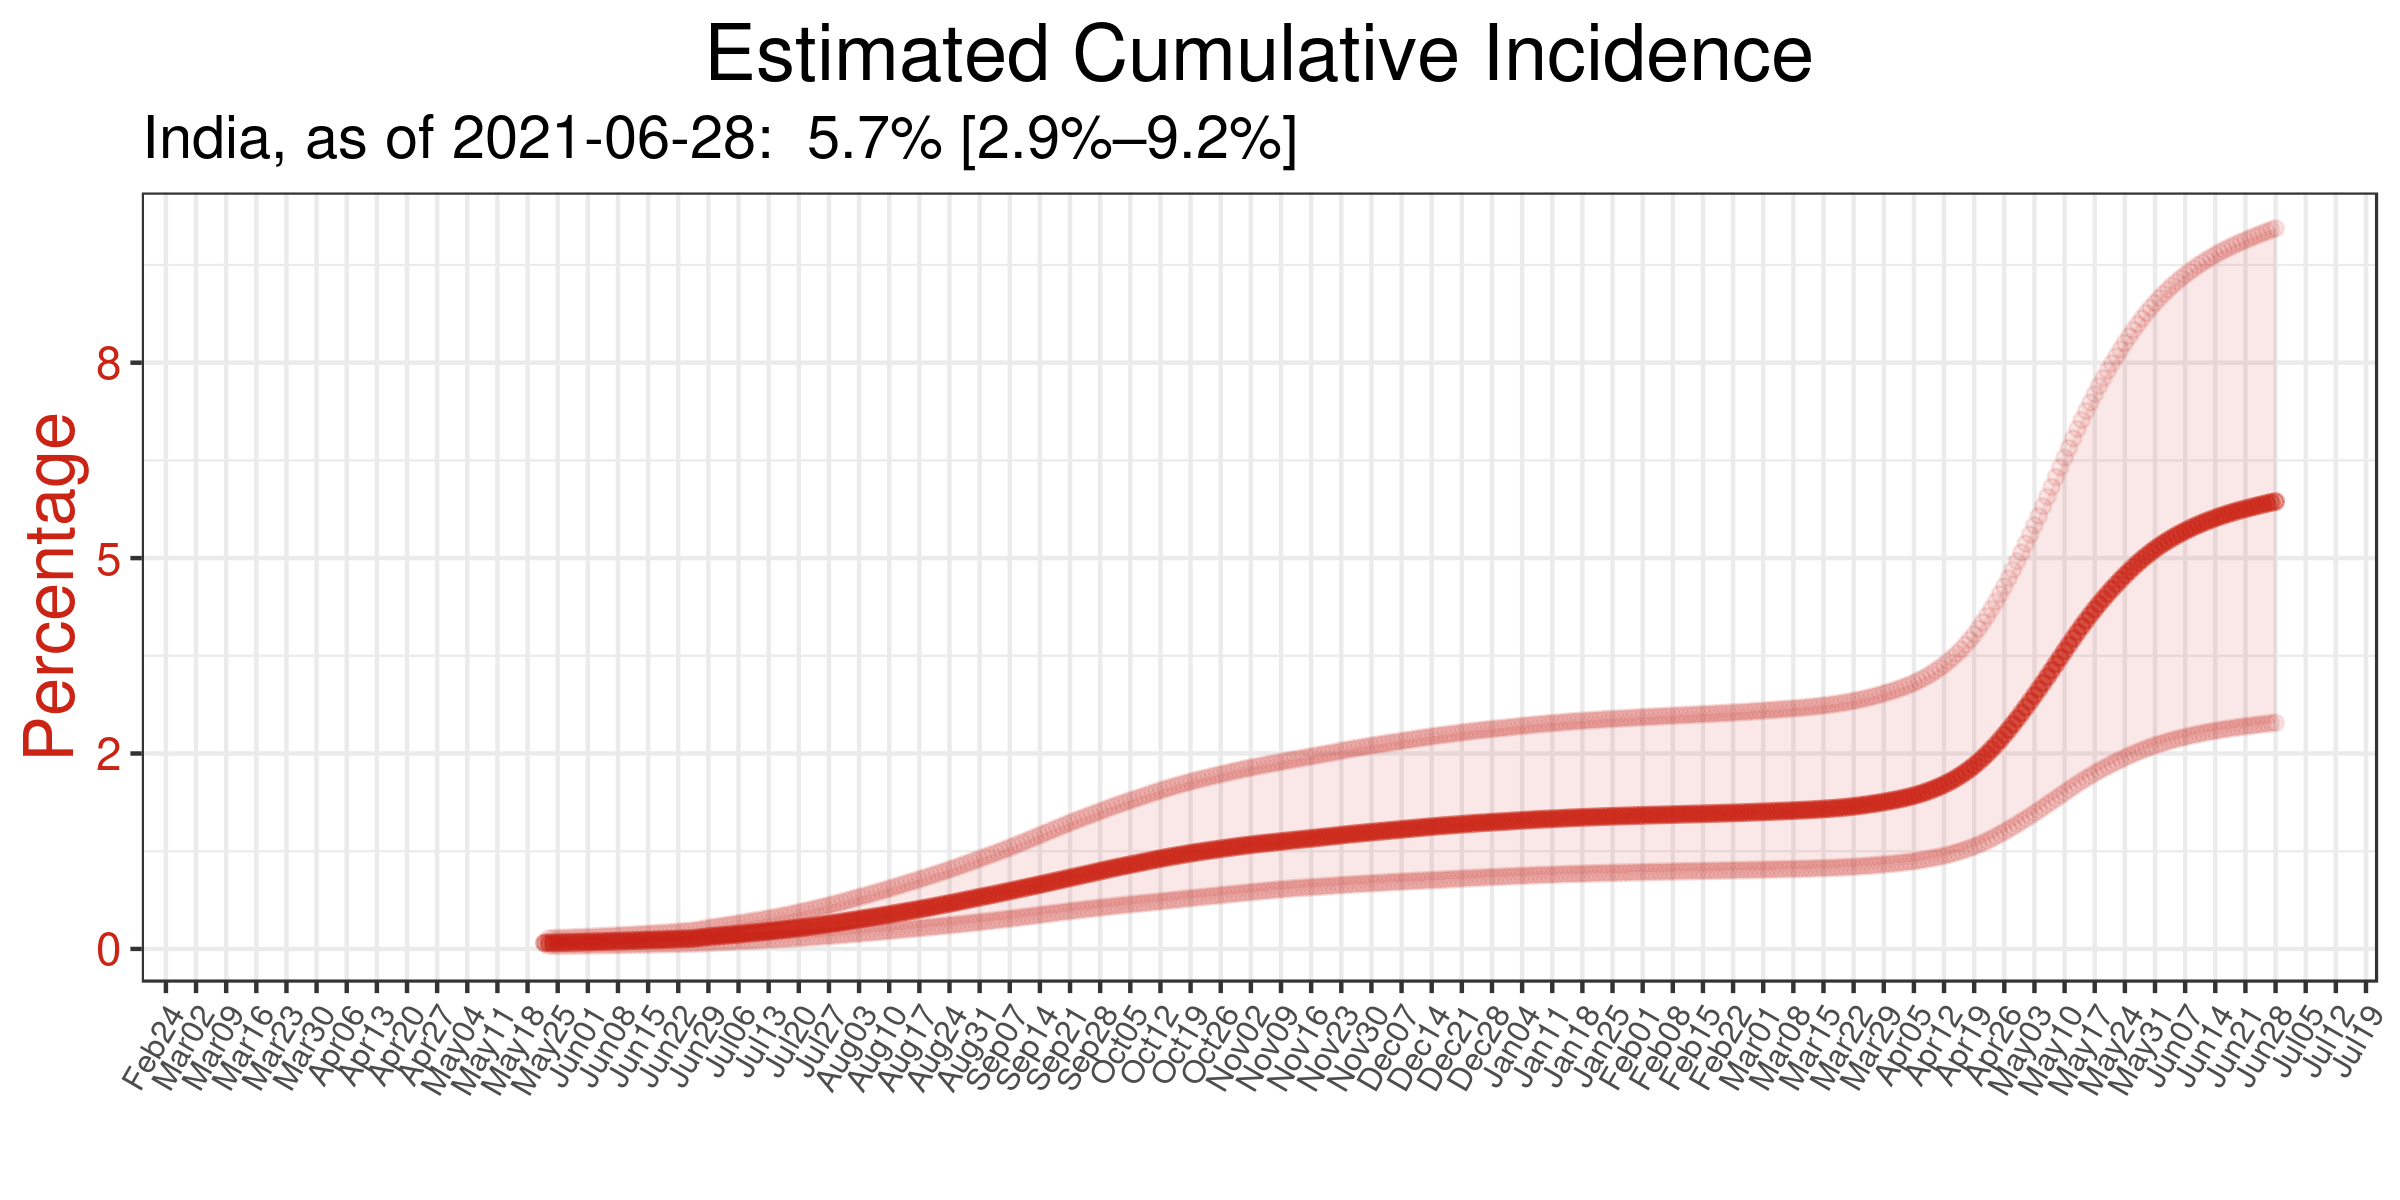 Estimated Cumulative Incidence
India, as of 2021-06-28:  5.7% [2.9%–9.2%]
Percentage
8
5
2
0
Feb24 Mar02 Mar09 Mar16 Mar23 Mar30 Apr06 Apr13 Apr20 Apr27 May04 May11 May18 May25 Jun01 Jun08 Jun15 Jun22 Jun29 Jul06 Jul13 Jul20 Jul27 Aug03 Aug10 Aug17 Aug24 Aug31 Sep07 Sep14 Sep21 Sep28 Oct05 Oct12 Oct19 Oct26 Nov02 Nov09 Nov16 Nov23 Nov30 Dec07 Dec14 Dec21 Dec28 Jan04 Jan11 Jan18 Jan25 Feb01 Feb08 Feb15 Feb22 Mar01 Mar08 Mar15 Mar22 Mar29 Apr05 Apr12 Apr19 Apr26 May03 May10 May17 May24 May31 Jun07 Jun14 Jun21 Jun28 Jul05 Jul12 Jul19